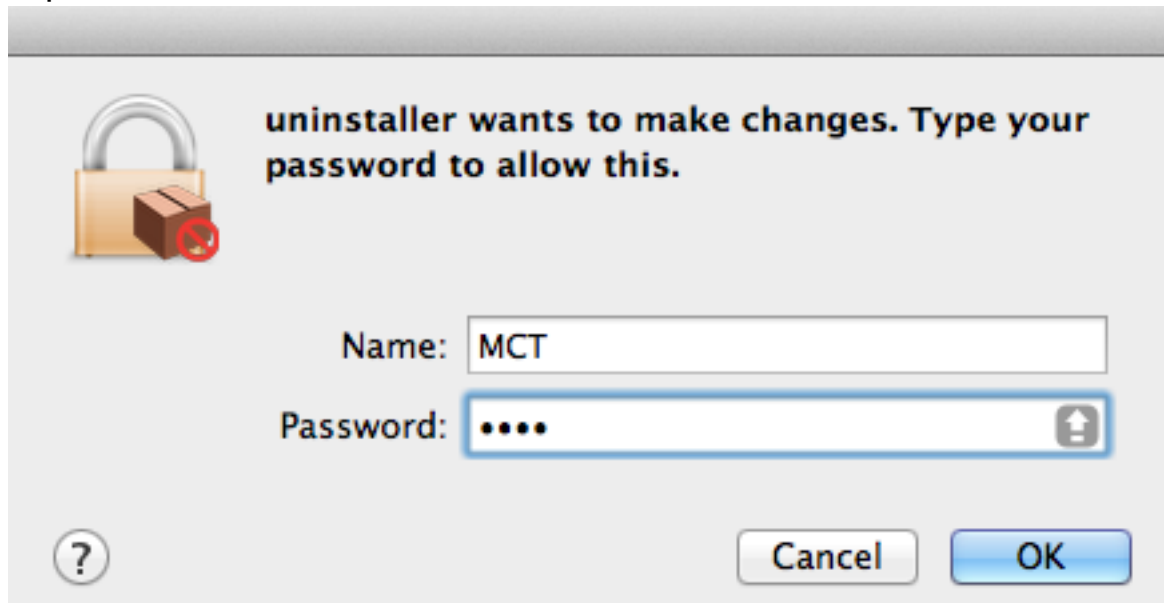 uninstaller wants to make changes. Type your
password to allow this.
Name: MCT
Password: ••••
? Cancel OK